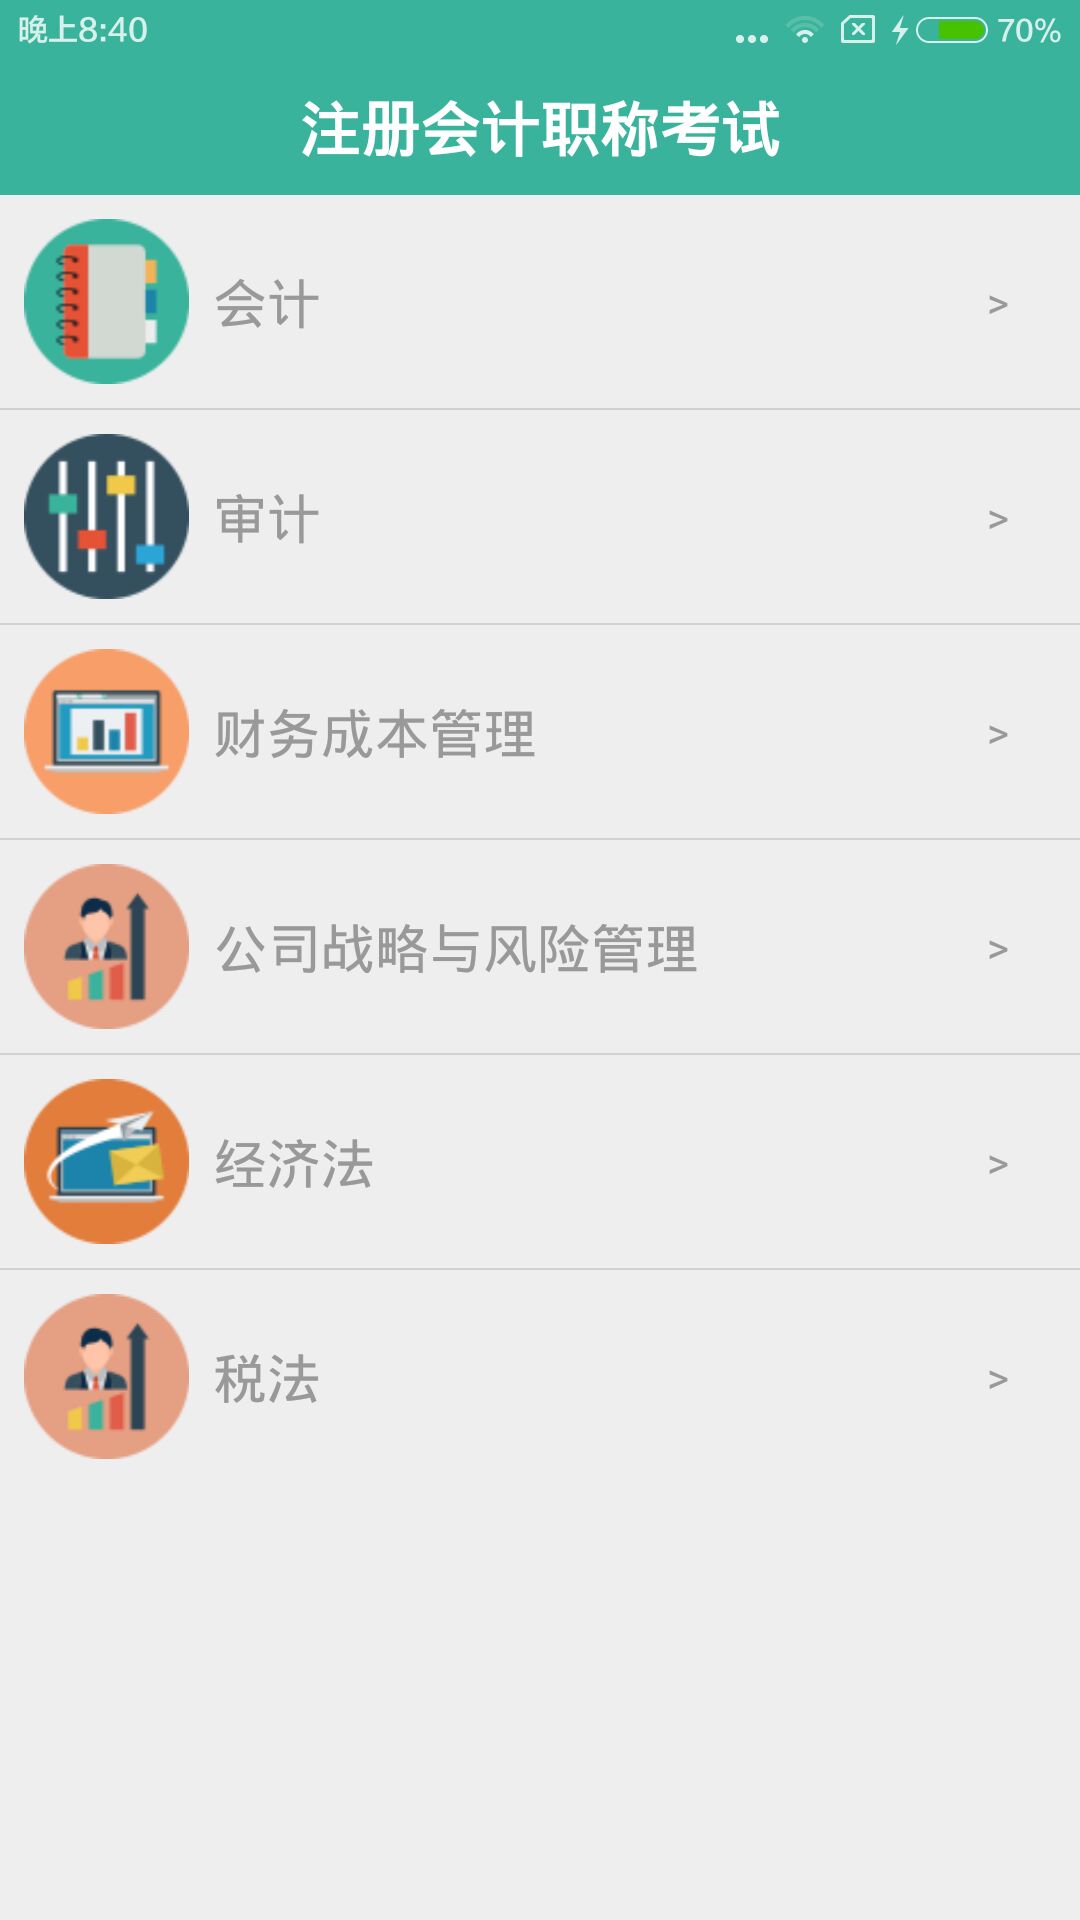 晚上8:40
70%
注册会计职称考试
会计 >
审计 >
财务成本管理 >
公司战略与风险管理 >
经济法 >
税法 >